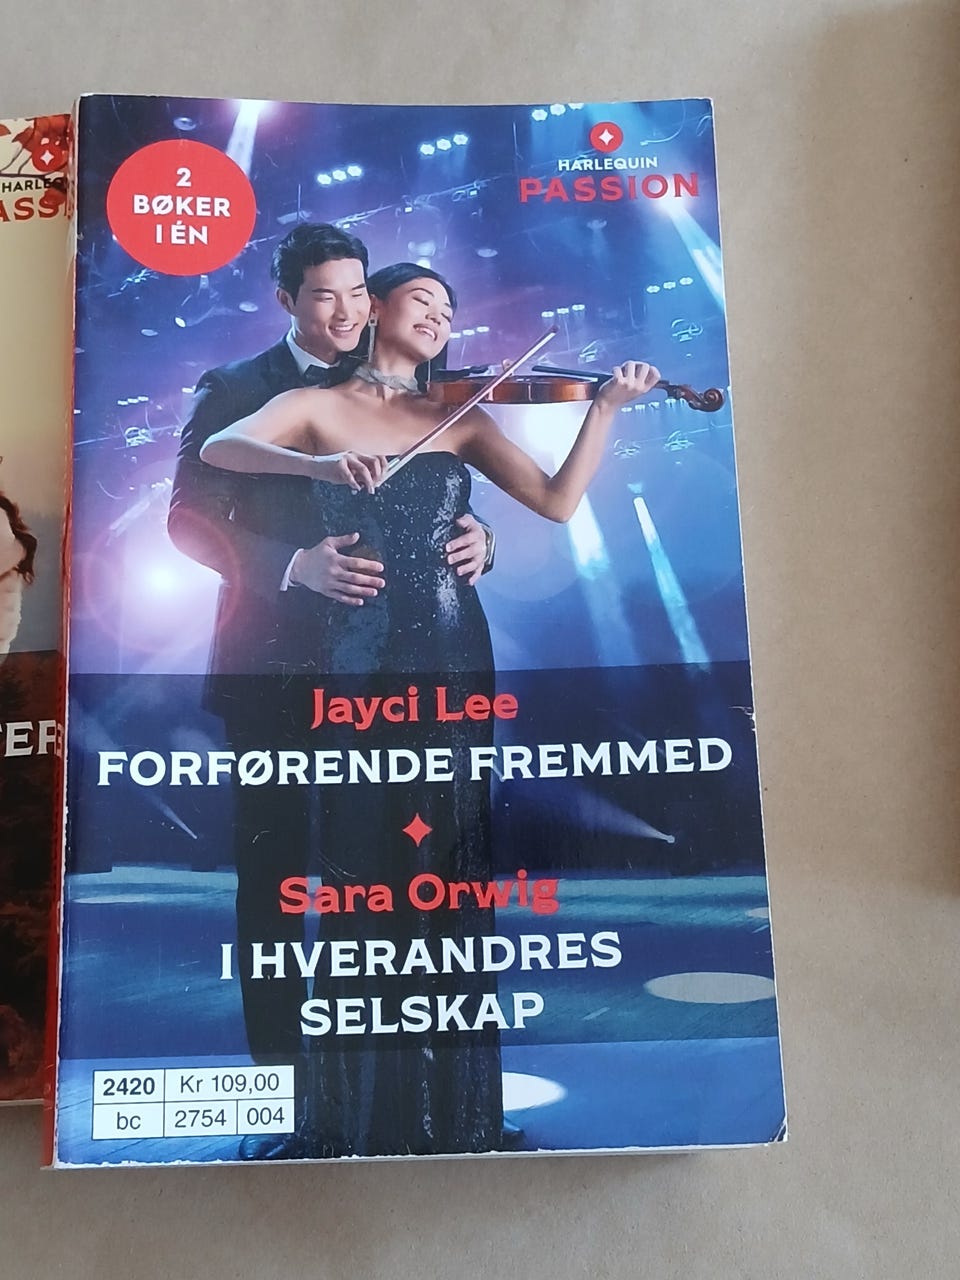 2
BØKER
I ÉN
HARLEQUIN
PASSION
Jayci Lee
FORFØRENDE FREMMED
Sara Orwig
I HVERANDRES
SELSKAP
2420 Kr 109,00
bc 2754 004